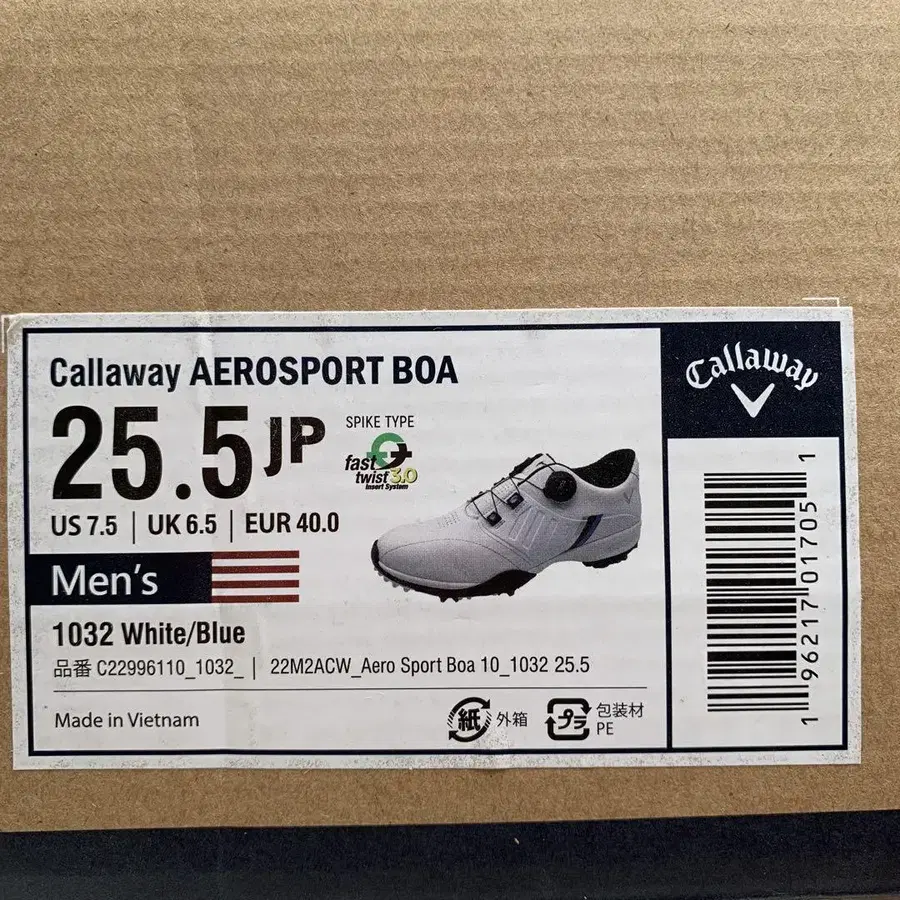 Callaway AEROSPORT BOA
25.5 JP
SPIKE TYPE
fast
twist 3.0
Insert System
US 7.5 | UK 6.5 | EUR 40.0
Men's
1032 White/Blue
品番 C22996110_1032_ | 22M2ACW_Aero Sport Boa 10_1032 25.5
Made in Vietnam
紙 外箱
プラ 包装材
PE
Callaway
1 96217 01705 1